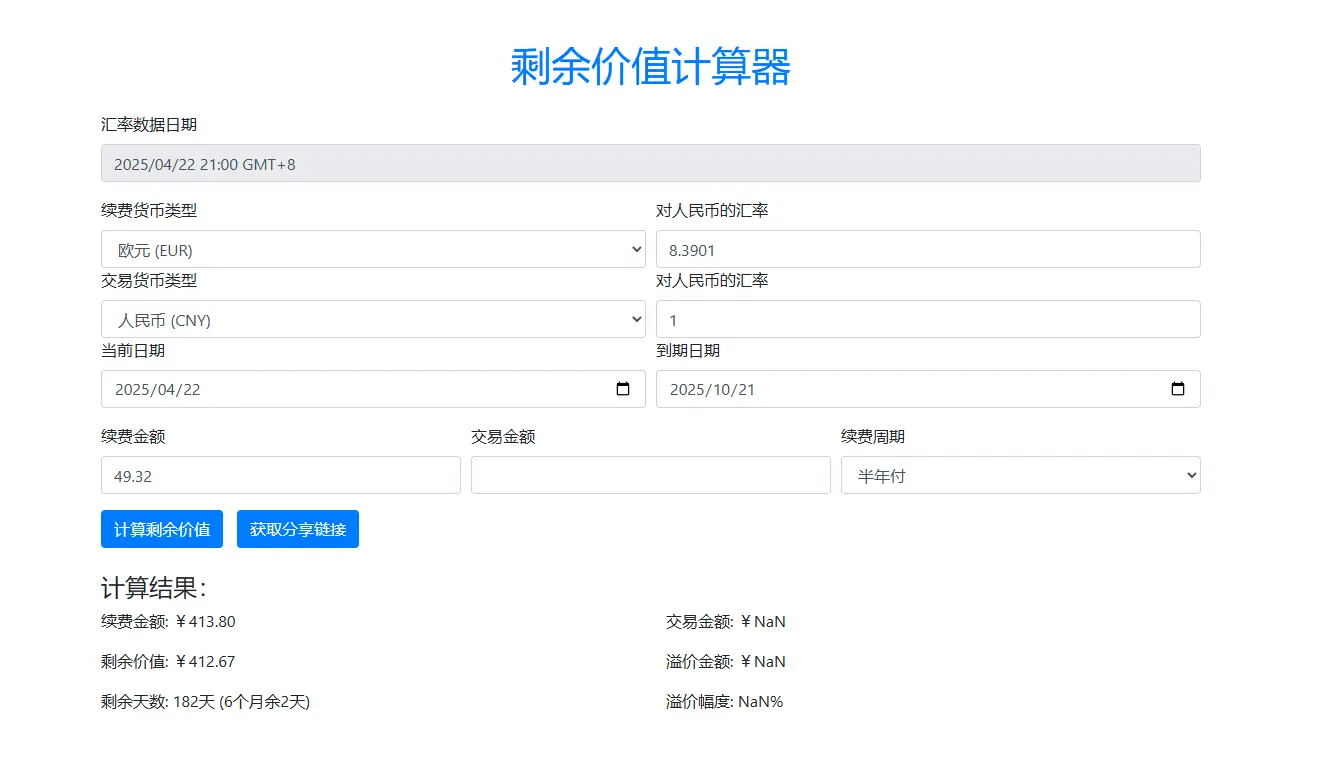 剩余价值计算器
汇率数据日期
2025/04/22 21:00 GMT+8
续费货币类型 对人民币的汇率
欧元 (EUR) 8.3901
交易货币类型 对人民币的汇率
人民币 (CNY) 1
当前日期 到期日期
2025/04/22 2025/10/21
续费金额 交易金额 续费周期
49.32 半年付
计算剩余价值 获取分享链接
计算结果：
续费金额: ￥413.80 交易金额: ￥NaN
剩余价值: ￥412.67 溢价金额: ￥NaN
剩余天数: 182天 (6个月余2天) 溢价幅度: NaN%